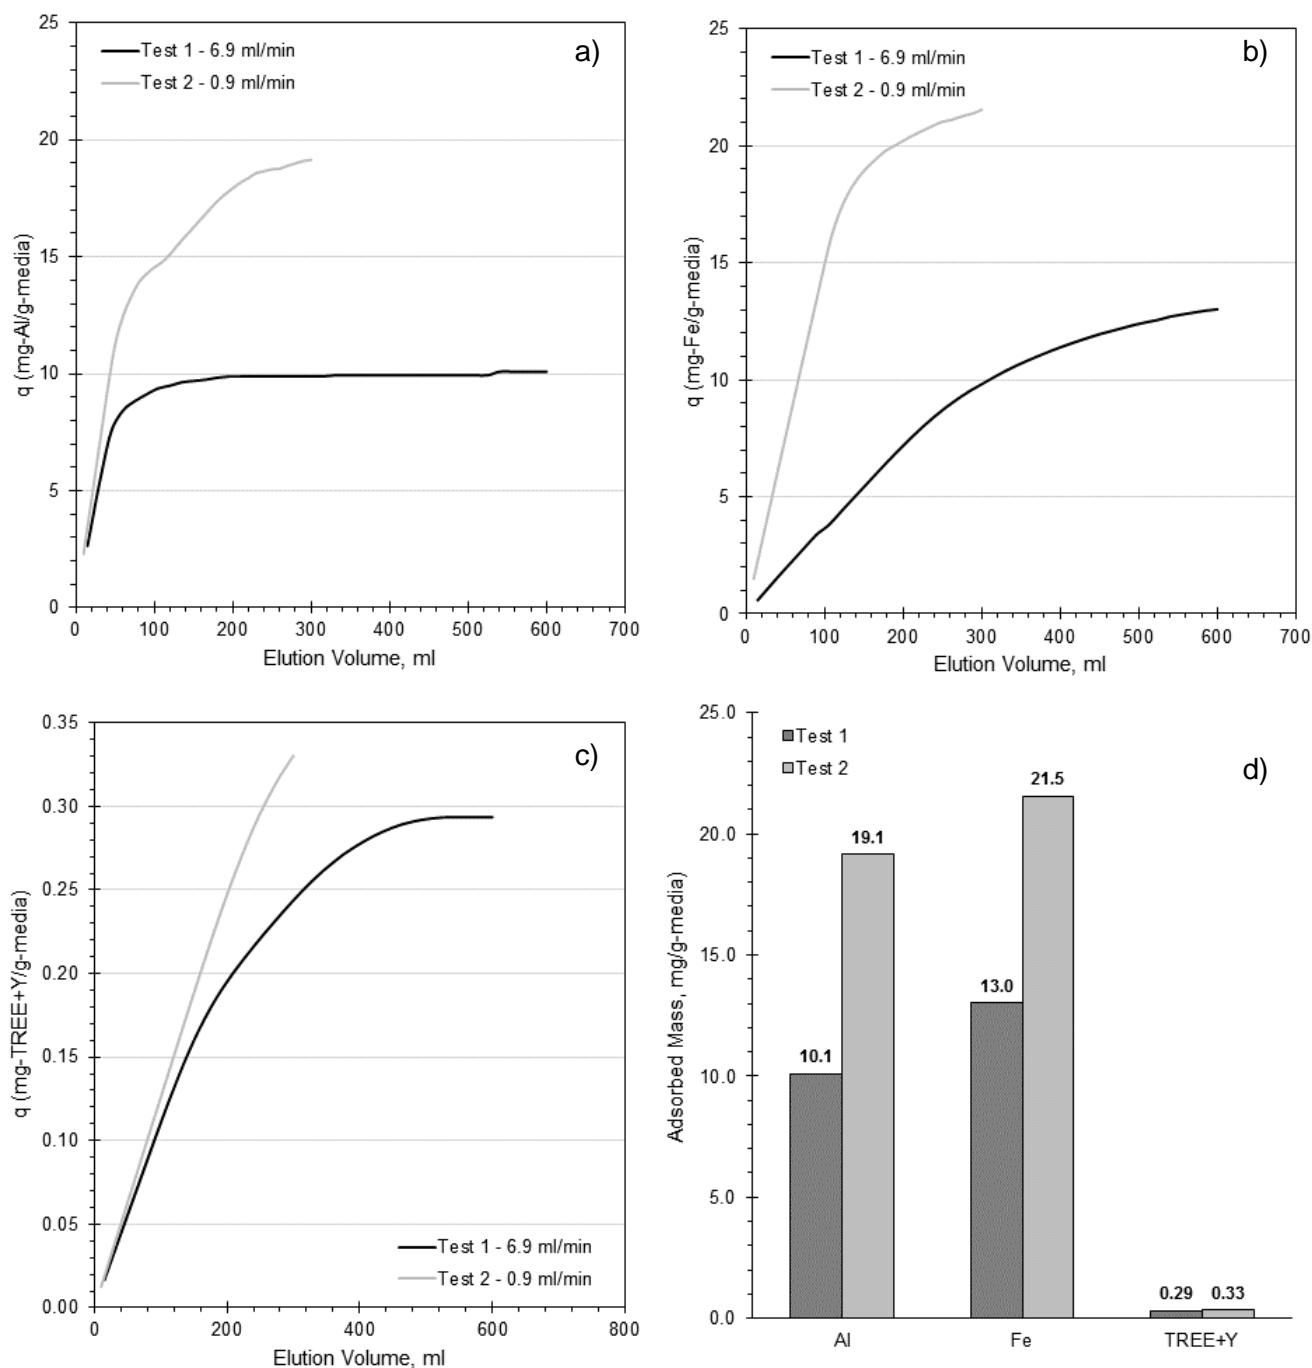 a)
Test 1 - 6.9 ml/min
Test 2 - 0.9 ml/min
q (mg-Al/g-media)
25
20
15
10
5
0
0 100 200 300 400 500 600 700
Elution Volume, ml
b)
Test 1 - 6.9 ml/min
Test 2 - 0.9 ml/min
q (mg-Fe/g-media)
25
20
15
10
5
0
0 100 200 300 400 500 600 700
Elution Volume, ml
c)
q (mg-TREE+Y/g-media)
0.35
0.30
0.25
0.20
0.15
0.10
0.05
0.00
Test 1 - 6.9 ml/min
Test 2 - 0.9 ml/min
0 200 400 600 800
Elution Volume, ml
d)
Test 1
Test 2
Adsorbed Mass, mg/g-media)
25.0
20.0
15.0
10.0
5.0
0.0
10.1
19.1
13.0
21.5
0.29
0.33
Al Fe TREE+Y